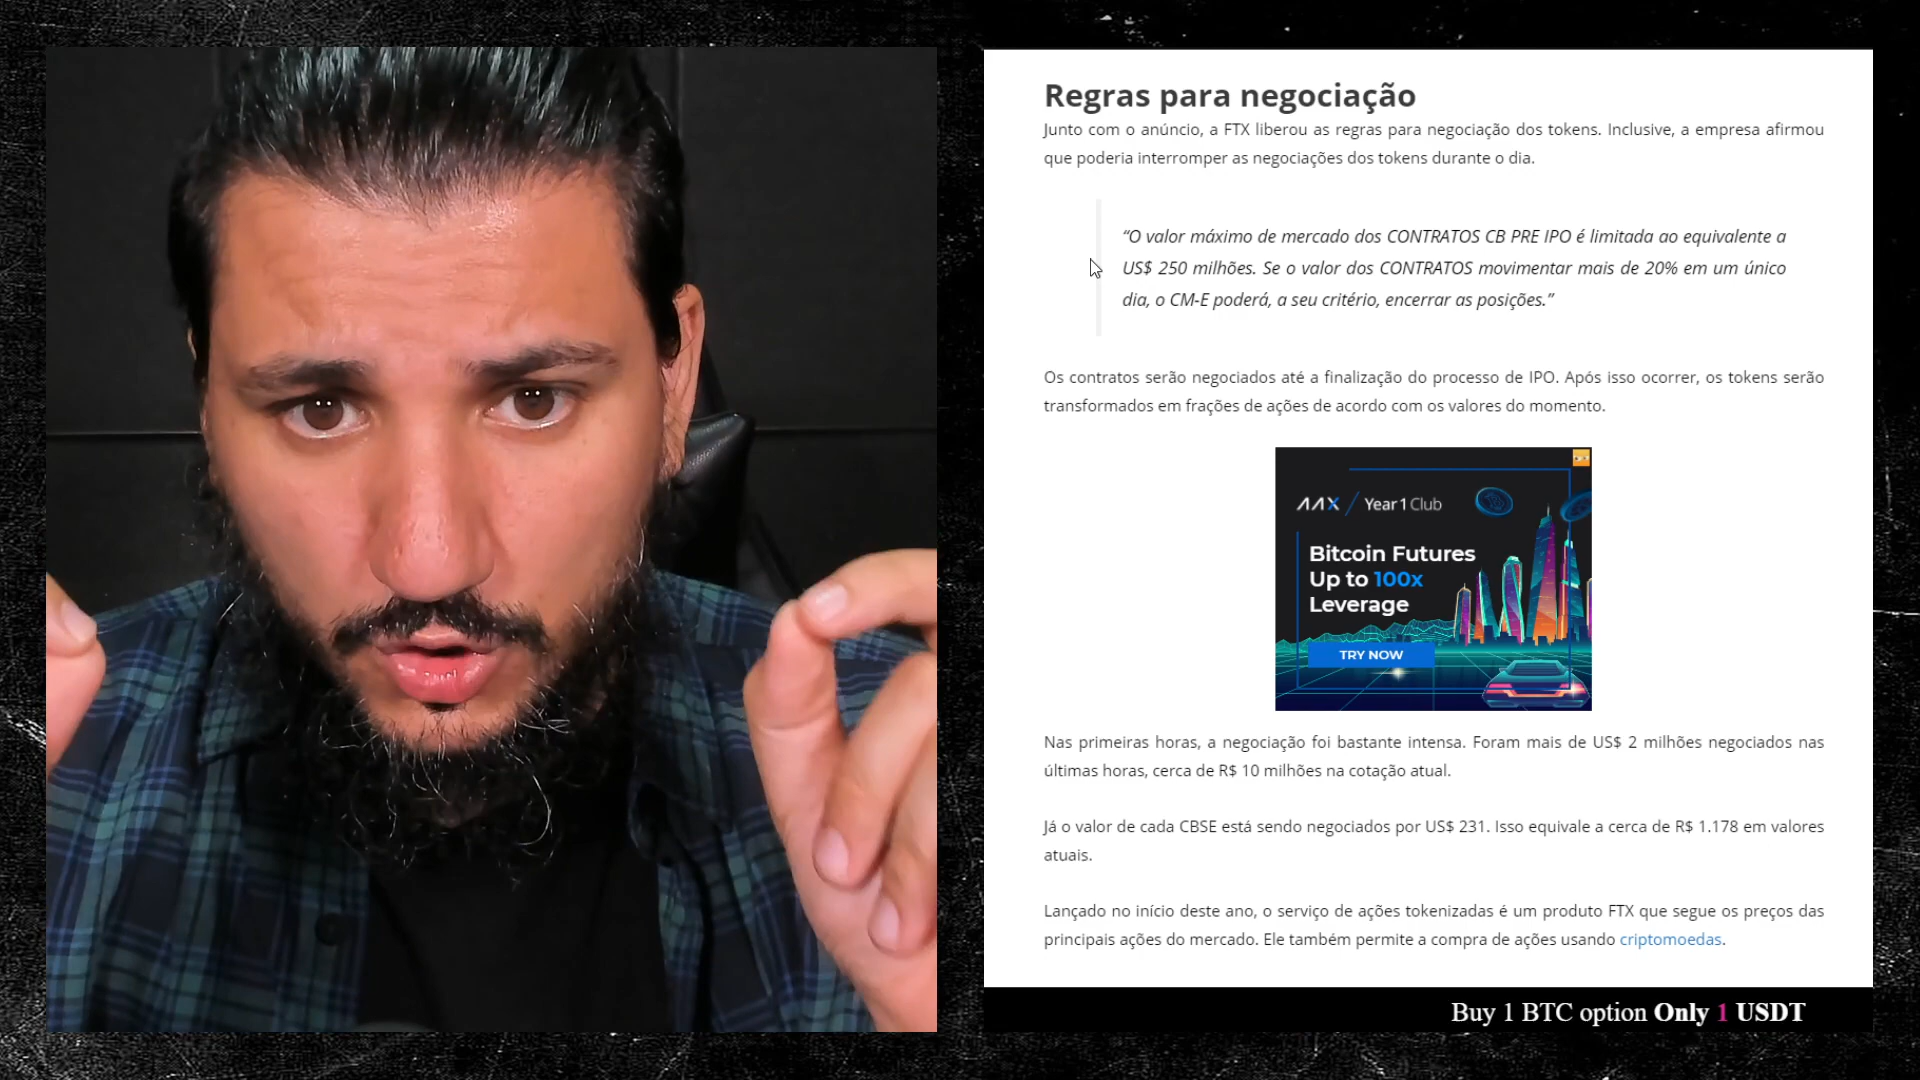 Regras para negociação
Junto com o anúncio, a FTX liberou as regras para negociação dos tokens. Inclusive, a empresa afirmou
que poderia interromper as negociações dos tokens durante o dia.
“O valor máximo de mercado dos CONTRATOS CB PRE IPO é limitada ao equivalente a
US$ 250 milhões. Se o valor dos CONTRATOS movimentar mais de 20% em um único
dia, o CM-E poderá, a seu critério, encerrar as posições.”
Os contratos serão negociados até a finalização do processo de IPO. Após isso ocorrer, os tokens serão
transformados em frações de ações de acordo com os valores do momento.
AAX / Year 1 Club
Bitcoin Futures
Up to 100x
Leverage
TRY NOW
Nas primeiras horas, a negociação foi bastante intensa. Foram mais de US$ 2 milhões negociados nas
últimas horas, cerca de R$ 10 milhões na cotação atual.
Já o valor de cada CBSE está sendo negociados por US$ 231. Isso equivale a cerca de R$ 1.178 em valores
atuais.
Lançado no início deste ano, o serviço de ações tokenizadas é um produto FTX que segue os preços das
principais ações do mercado. Ele também permite a compra de ações usando criptomoedas.
Buy 1 BTC option Only 1 USDT